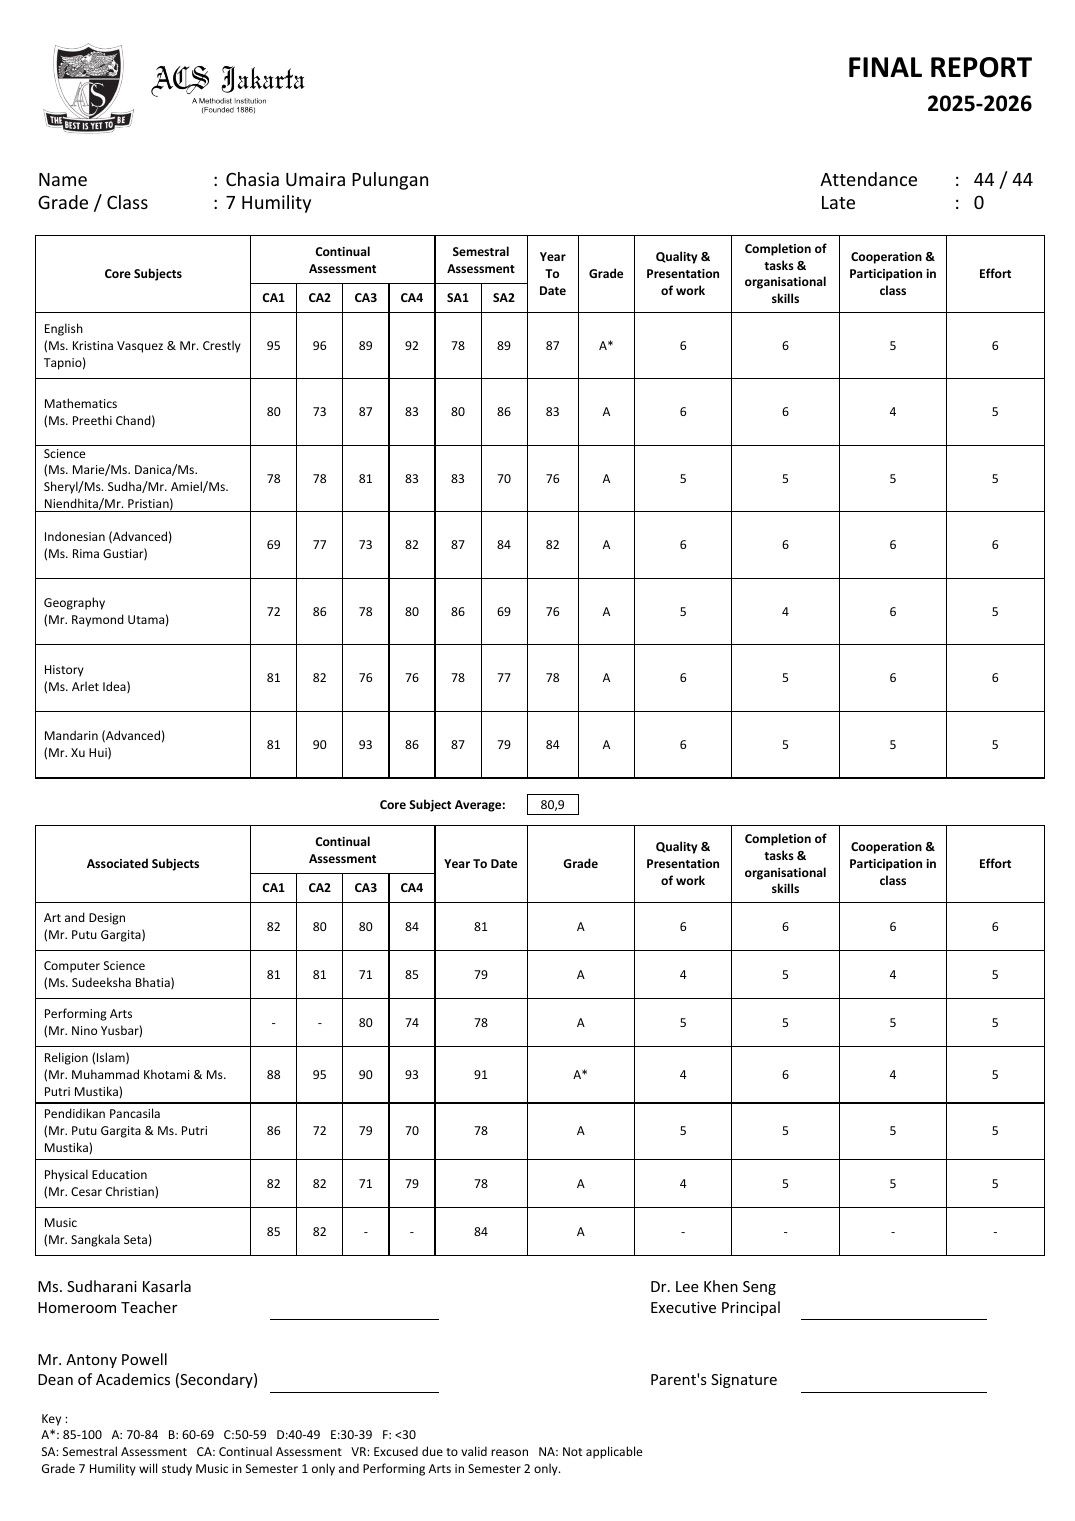 THE BEST IS YET TO BE
ACS Jakarta
A Methodist Institution
(Founded 1886)
FINAL REPORT
2025-2026
Name : Chasia Umaira Pulungan Attendance : 44 / 44
Grade / Class : 7 Humility Late : 0
Core Subjects Continual Assessment Semestral Assessment Year To Date Grade Quality & Presentation of work Completion of tasks & organisational skills Cooperation & Participation in class Effort
CA1 CA2 CA3 CA4 SA1 SA2
English
(Ms. Kristina Vasquez & Mr. Crestly
Tapnio)
95 96 89 92 78 89 87 A* 6 6 5 6
Mathematics
(Ms. Preethi Chand)
80 73 87 83 80 86 83 A 6 6 4 5
Science
(Ms. Marie/Ms. Danica/Ms.
Sheryl/Ms. Sudha/Mr. Amiel/Ms.
Niendhita/Mr. Pristian)
78 78 81 83 83 70 76 A 5 5 5 5
Indonesian (Advanced)
(Ms. Rima Gustiar)
69 77 73 82 87 84 82 A 6 6 6 6
Geography
(Mr. Raymond Utama)
72 86 78 80 86 69 76 A 5 4 6 5
History
(Ms. Arlet Idea)
81 82 76 76 78 77 78 A 6 5 6 6
Mandarin (Advanced)
(Mr. Xu Hui)
81 90 93 86 87 79 84 A 6 5 5 5
Core Subject Average: 80,9
Associated Subjects Continual Assessment Year To Date Grade Quality & Presentation of work Completion of tasks & organisational skills Cooperation & Participation in class Effort
CA1 CA2 CA3 CA4
Art and Design
(Mr. Putu Gargita)
82 80 80 84 81 A 6 6 6 6
Computer Science
(Ms. Sudeeksha Bhatia)
81 81 71 85 79 A 4 5 4 5
Performing Arts
(Mr. Nino Yusbar)
- - 80 74 78 A 5 5 5 5
Religion (Islam)
(Mr. Muhammad Khotami & Ms.
Putri Mustika)
88 95 90 93 91 A* 4 6 4 5
Pendidikan Pancasila
(Mr. Putu Gargita & Ms. Putri
Mustika)
86 72 79 70 78 A 5 5 5 5
Physical Education
(Mr. Cesar Christian)
82 82 71 79 78 A 4 5 5 5
Music
(Mr. Sangkala Seta)
85 82 - - 84 A - - - -
Ms. Sudharani Kasarla Dr. Lee Khen Seng
Homeroom Teacher Executive Principal
Mr. Antony Powell
Dean of Academics (Secondary) Parent's Signature
Key :
A*: 85-100 A: 70-84 B: 60-69 C:50-59 D:40-49 E:30-39 F: <30
SA: Semestral Assessment CA: Continual Assessment VR: Excused due to valid reason NA: Not applicable
Grade 7 Humility will study Music in Semester 1 only and Performing Arts in Semester 2 only.